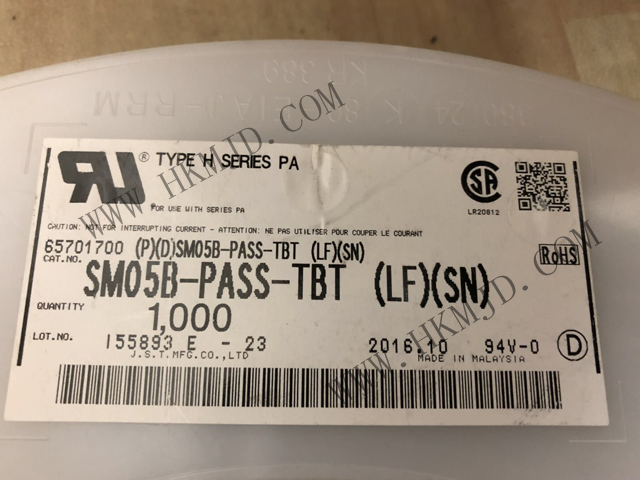 ® TYPE H SERIES PA
FOR USE WITH SERIES PA
LR20812
CAUTION: NOT FOR INTERRUPTING CURRENT - ATTENTION: NE PAS UTILISER POUR COUPER LE COURANT
65701700 (P)(D)SM05B-PASS-TBT (LF)(SN)
RoHS
CAT.NO.
SM05B-PASS-TBT (LF)(SN)
QUANTITY
1,000
LOT.NO. I55893 E - 23 2016.10 94V-0 D
J.S.T.MFG.CO.,LTD MADE IN MALAYSIA
WWW.HKMJD.COM
WWW.HKMJD.COM
WWW.HKMJD.COM